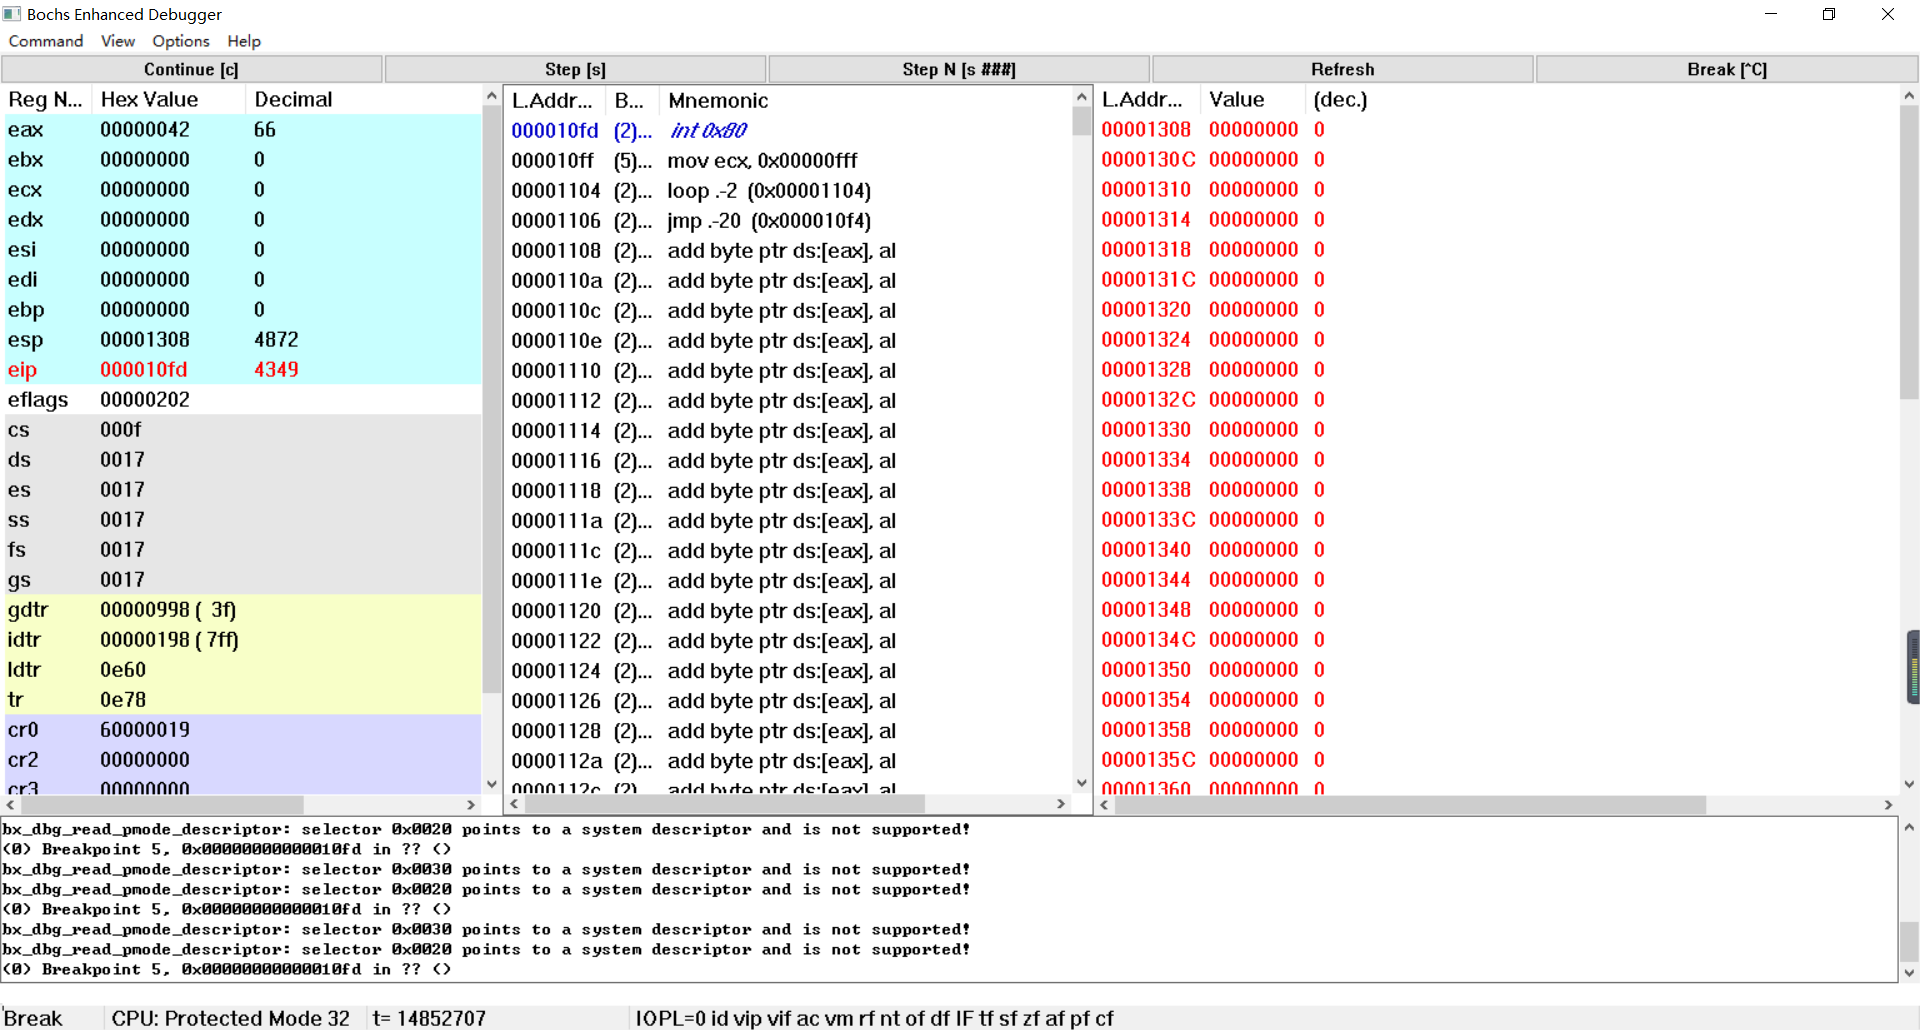 Bochs Enhanced Debugger
Command View Options Help
Continue [c] Step [s] Step N [s ###] Refresh Break [^C]
Reg N... Hex Value Decimal
eax 00000042 66
ebx 00000000 0
ecx 00000000 0
edx 00000000 0
esi 00000000 0
edi 00000000 0
ebp 00000000 0
esp 00001308 4872
eip 000010fd 4349
eflags 00000202
cs 000f
ds 0017
es 0017
ss 0017
fs 0017
gs 0017
gdtr 00000998 ( 3f)
idtr 00000198 ( 7ff)
ldtr 0e60
tr 0e78
cr0 60000019
cr2 00000000
cr3 00000000
L.Addr... B... Mnemonic
000010fd (2)... int 0x80
000010ff (5)... mov ecx, 0x00000fff
00001104 (2)... loop .-2 (0x00001104)
00001106 (2)... jmp .-20 (0x000010f4)
00001108 (2)... add byte ptr ds:[eax], al
0000110a (2)... add byte ptr ds:[eax], al
0000110c (2)... add byte ptr ds:[eax], al
0000110e (2)... add byte ptr ds:[eax], al
00001110 (2)... add byte ptr ds:[eax], al
00001112 (2)... add byte ptr ds:[eax], al
00001114 (2)... add byte ptr ds:[eax], al
00001116 (2)... add byte ptr ds:[eax], al
00001118 (2)... add byte ptr ds:[eax], al
0000111a (2)... add byte ptr ds:[eax], al
0000111c (2)... add byte ptr ds:[eax], al
0000111e (2)... add byte ptr ds:[eax], al
00001120 (2)... add byte ptr ds:[eax], al
00001122 (2)... add byte ptr ds:[eax], al
00001124 (2)... add byte ptr ds:[eax], al
00001126 (2)... add byte ptr ds:[eax], al
00001128 (2)... add byte ptr ds:[eax], al
0000112a (2)... add byte ptr ds:[eax], al
0000112c (2)... add byte ptr ds:[eax], al
L.Addr... Value (dec.)
00001308 00000000 0
0000130C 00000000 0
00001310 00000000 0
00001314 00000000 0
00001318 00000000 0
0000131C 00000000 0
00001320 00000000 0
00001324 00000000 0
00001328 00000000 0
0000132C 00000000 0
00001330 00000000 0
00001334 00000000 0
00001338 00000000 0
0000133C 00000000 0
00001340 00000000 0
00001344 00000000 0
00001348 00000000 0
0000134C 00000000 0
00001350 00000000 0
00001354 00000000 0
00001358 00000000 0
0000135C 00000000 0
00001360 00000000 0
bx_dbg_read_pmode_descriptor: selector 0x0020 points to a system descriptor and is not supported!
(0) Breakpoint 5, 0x00000000000010fd in ?? ()
bx_dbg_read_pmode_descriptor: selector 0x0030 points to a system descriptor and is not supported!
bx_dbg_read_pmode_descriptor: selector 0x0020 points to a system descriptor and is not supported!
(0) Breakpoint 5, 0x00000000000010fd in ?? ()
bx_dbg_read_pmode_descriptor: selector 0x0030 points to a system descriptor and is not supported!
bx_dbg_read_pmode_descriptor: selector 0x0020 points to a system descriptor and is not supported!
(0) Breakpoint 5, 0x00000000000010fd in ?? ()
Break CPU: Protected Mode 32 t= 14852707 IOPL=0 id vip vif ac vm rf nt of df IF tf sf zf af pf cf